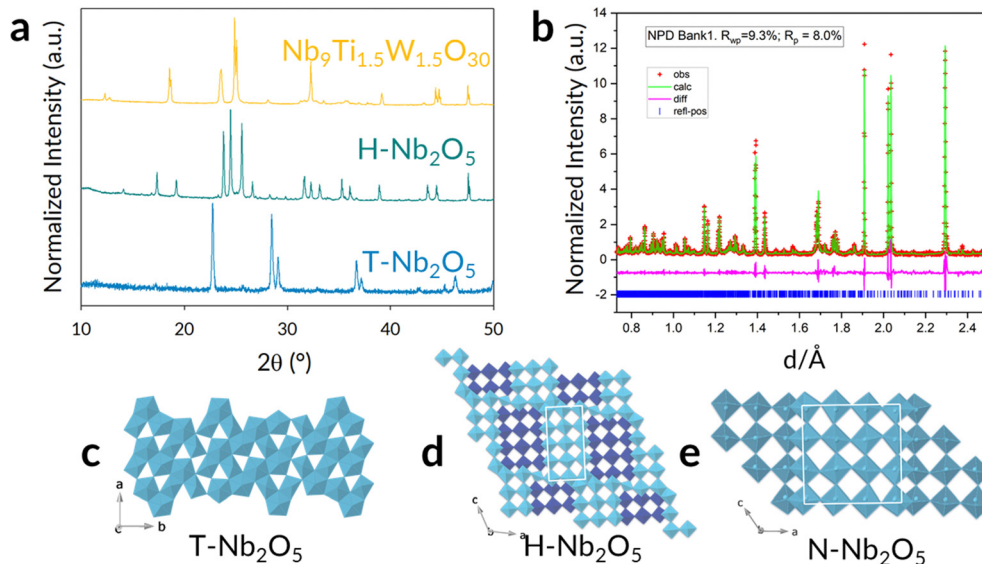 a
Normalized Intensity (a.u.)
Nb₉Ti₁.₅W₁.₅O₃₀
H-Nb₂O₅
T-Nb₂O₅
10 20 30 40 50
2θ (°)
b
Normalized Intensity (a.u.)
14
12
10
8
6
4
2
0
-2
NPD Bank1. Rwp=9.3%; Rp = 8.0%
obs
calc
diff
refl-pos
0.8 1.0 1.2 1.4 1.6 1.8 2.0 2.2 2.4
d/Å
c
a
c b
T-Nb₂O₅
d
c
b a
H-Nb₂O₅
e
c
a
N-Nb₂O₅